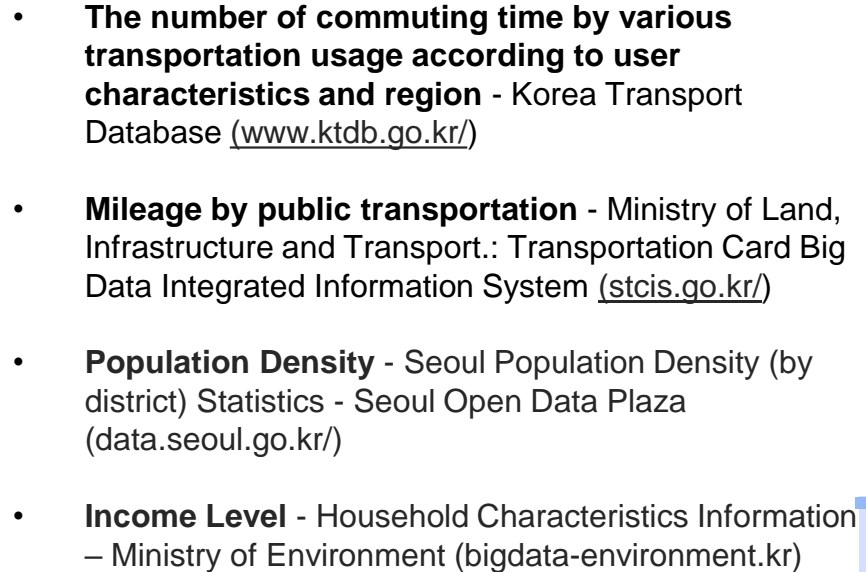 • The number of commuting time by various
transportation usage according to user
characteristics and region - Korea Transport
Database (www.ktdb.go.kr/)
• Mileage by public transportation - Ministry of Land,
Infrastructure and Transport.: Transportation Card Big
Data Integrated Information System (stcis.go.kr/)
• Population Density - Seoul Population Density (by
district) Statistics - Seoul Open Data Plaza
(data.seoul.go.kr/)
• Income Level - Household Characteristics Information
– Ministry of Environment (bigdata-environment.kr)